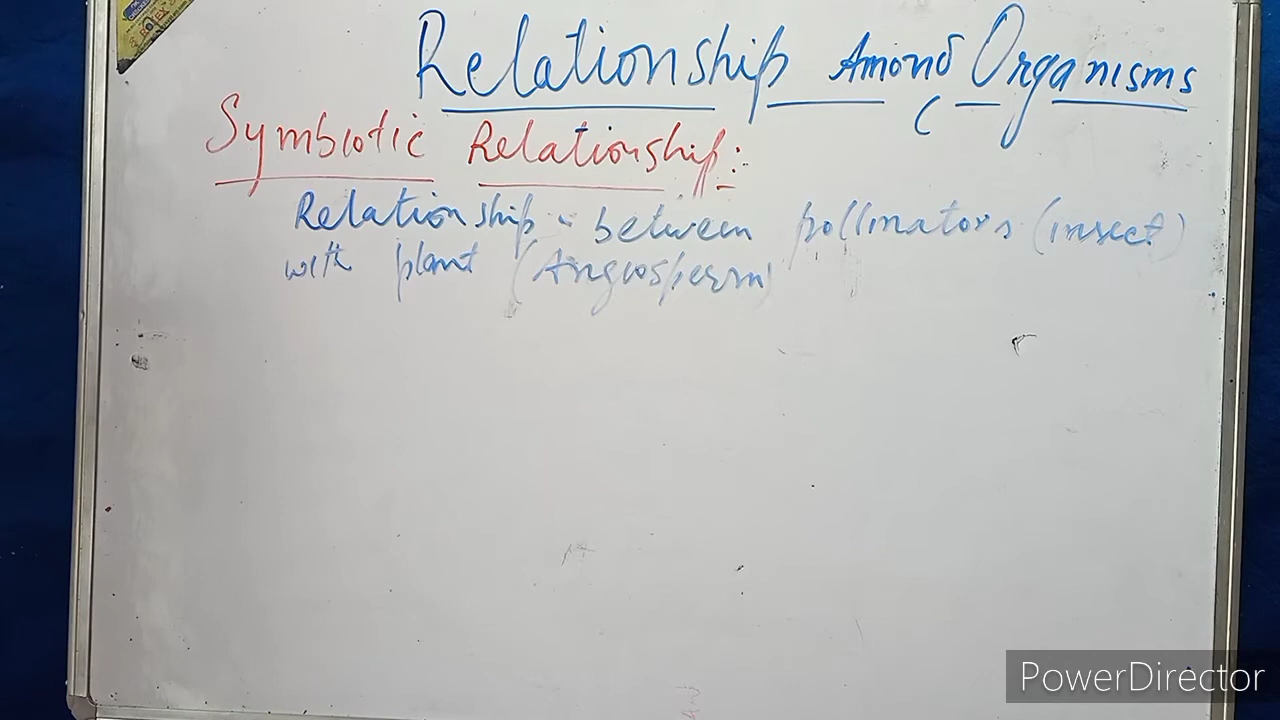 Relationship Among Organisms
Symbiotic Relationship:
Relationship - between pollinators (insect)
with plant (Angiosperm)
PowerDirector